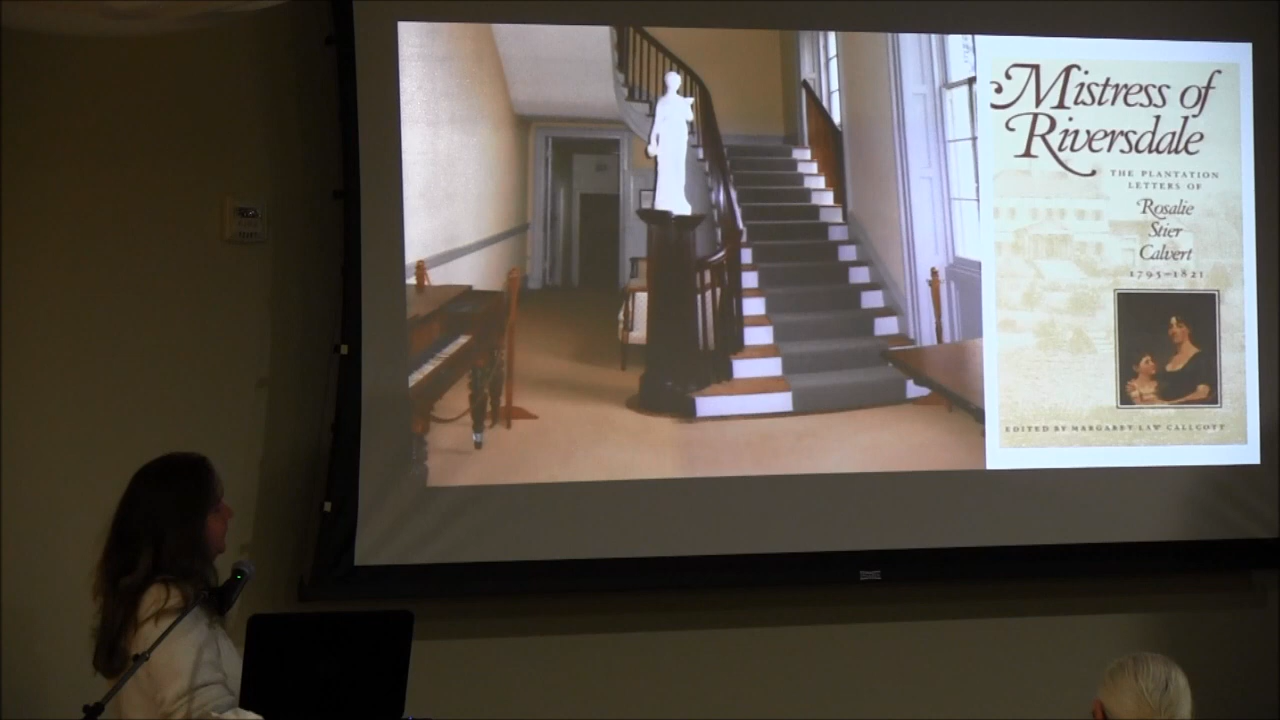 Mistress of
Riversdale
THE PLANTATION
LETTERS OF
Rosalie
Stier
Calvert
1795–1821
EDITED BY MARGARET LAW CALLCOTT